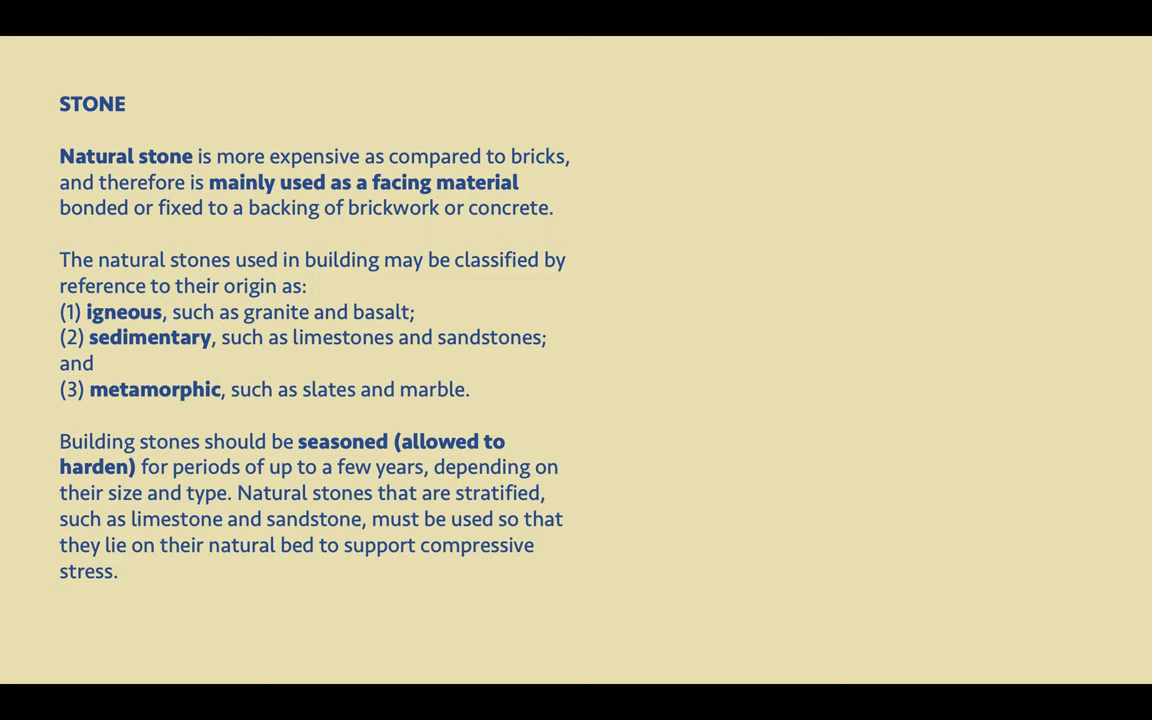 STONE
Natural stone is more expensive as compared to bricks,
and therefore is mainly used as a facing material
bonded or fixed to a backing of brickwork or concrete.
The natural stones used in building may be classified by
reference to their origin as:
(1) igneous, such as granite and basalt;
(2) sedimentary, such as limestones and sandstones;
and
(3) metamorphic, such as slates and marble.
Building stones should be seasoned (allowed to
harden) for periods of up to a few years, depending on
their size and type. Natural stones that are stratified,
such as limestone and sandstone, must be used so that
they lie on their natural bed to support compressive
stress.